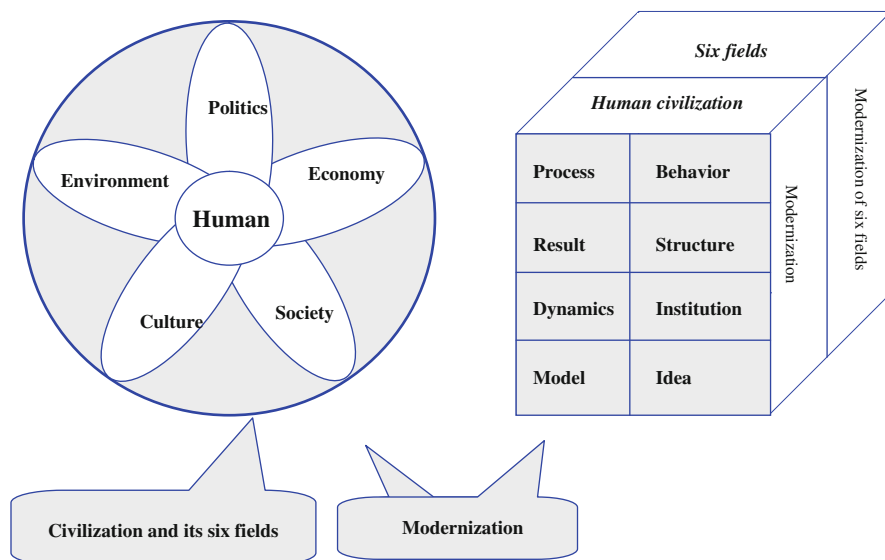 Politics
Environment
Economy
Human
Culture
Society
Six fields
Human civilization
Process Behavior
Result Structure
Dynamics Institution
Model Idea
Modernization
Modernization of six fields
Civilization and its six fields
Modernization